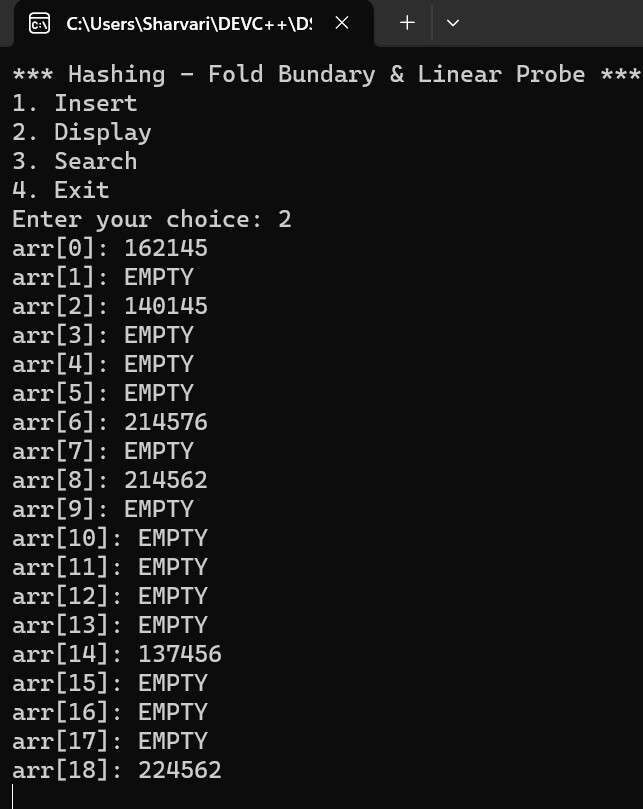 C:\Users\Sharvari\DEVC++\DS
*** Hashing - Fold Bundary & Linear Probe ***
1. Insert
2. Display
3. Search
4. Exit
Enter your choice: 2
arr[0]: 162145
arr[1]: EMPTY
arr[2]: 140145
arr[3]: EMPTY
arr[4]: EMPTY
arr[5]: EMPTY
arr[6]: 214576
arr[7]: EMPTY
arr[8]: 214562
arr[9]: EMPTY
arr[10]: EMPTY
arr[11]: EMPTY
arr[12]: EMPTY
arr[13]: EMPTY
arr[14]: 137456
arr[15]: EMPTY
arr[16]: EMPTY
arr[17]: EMPTY
arr[18]: 224562